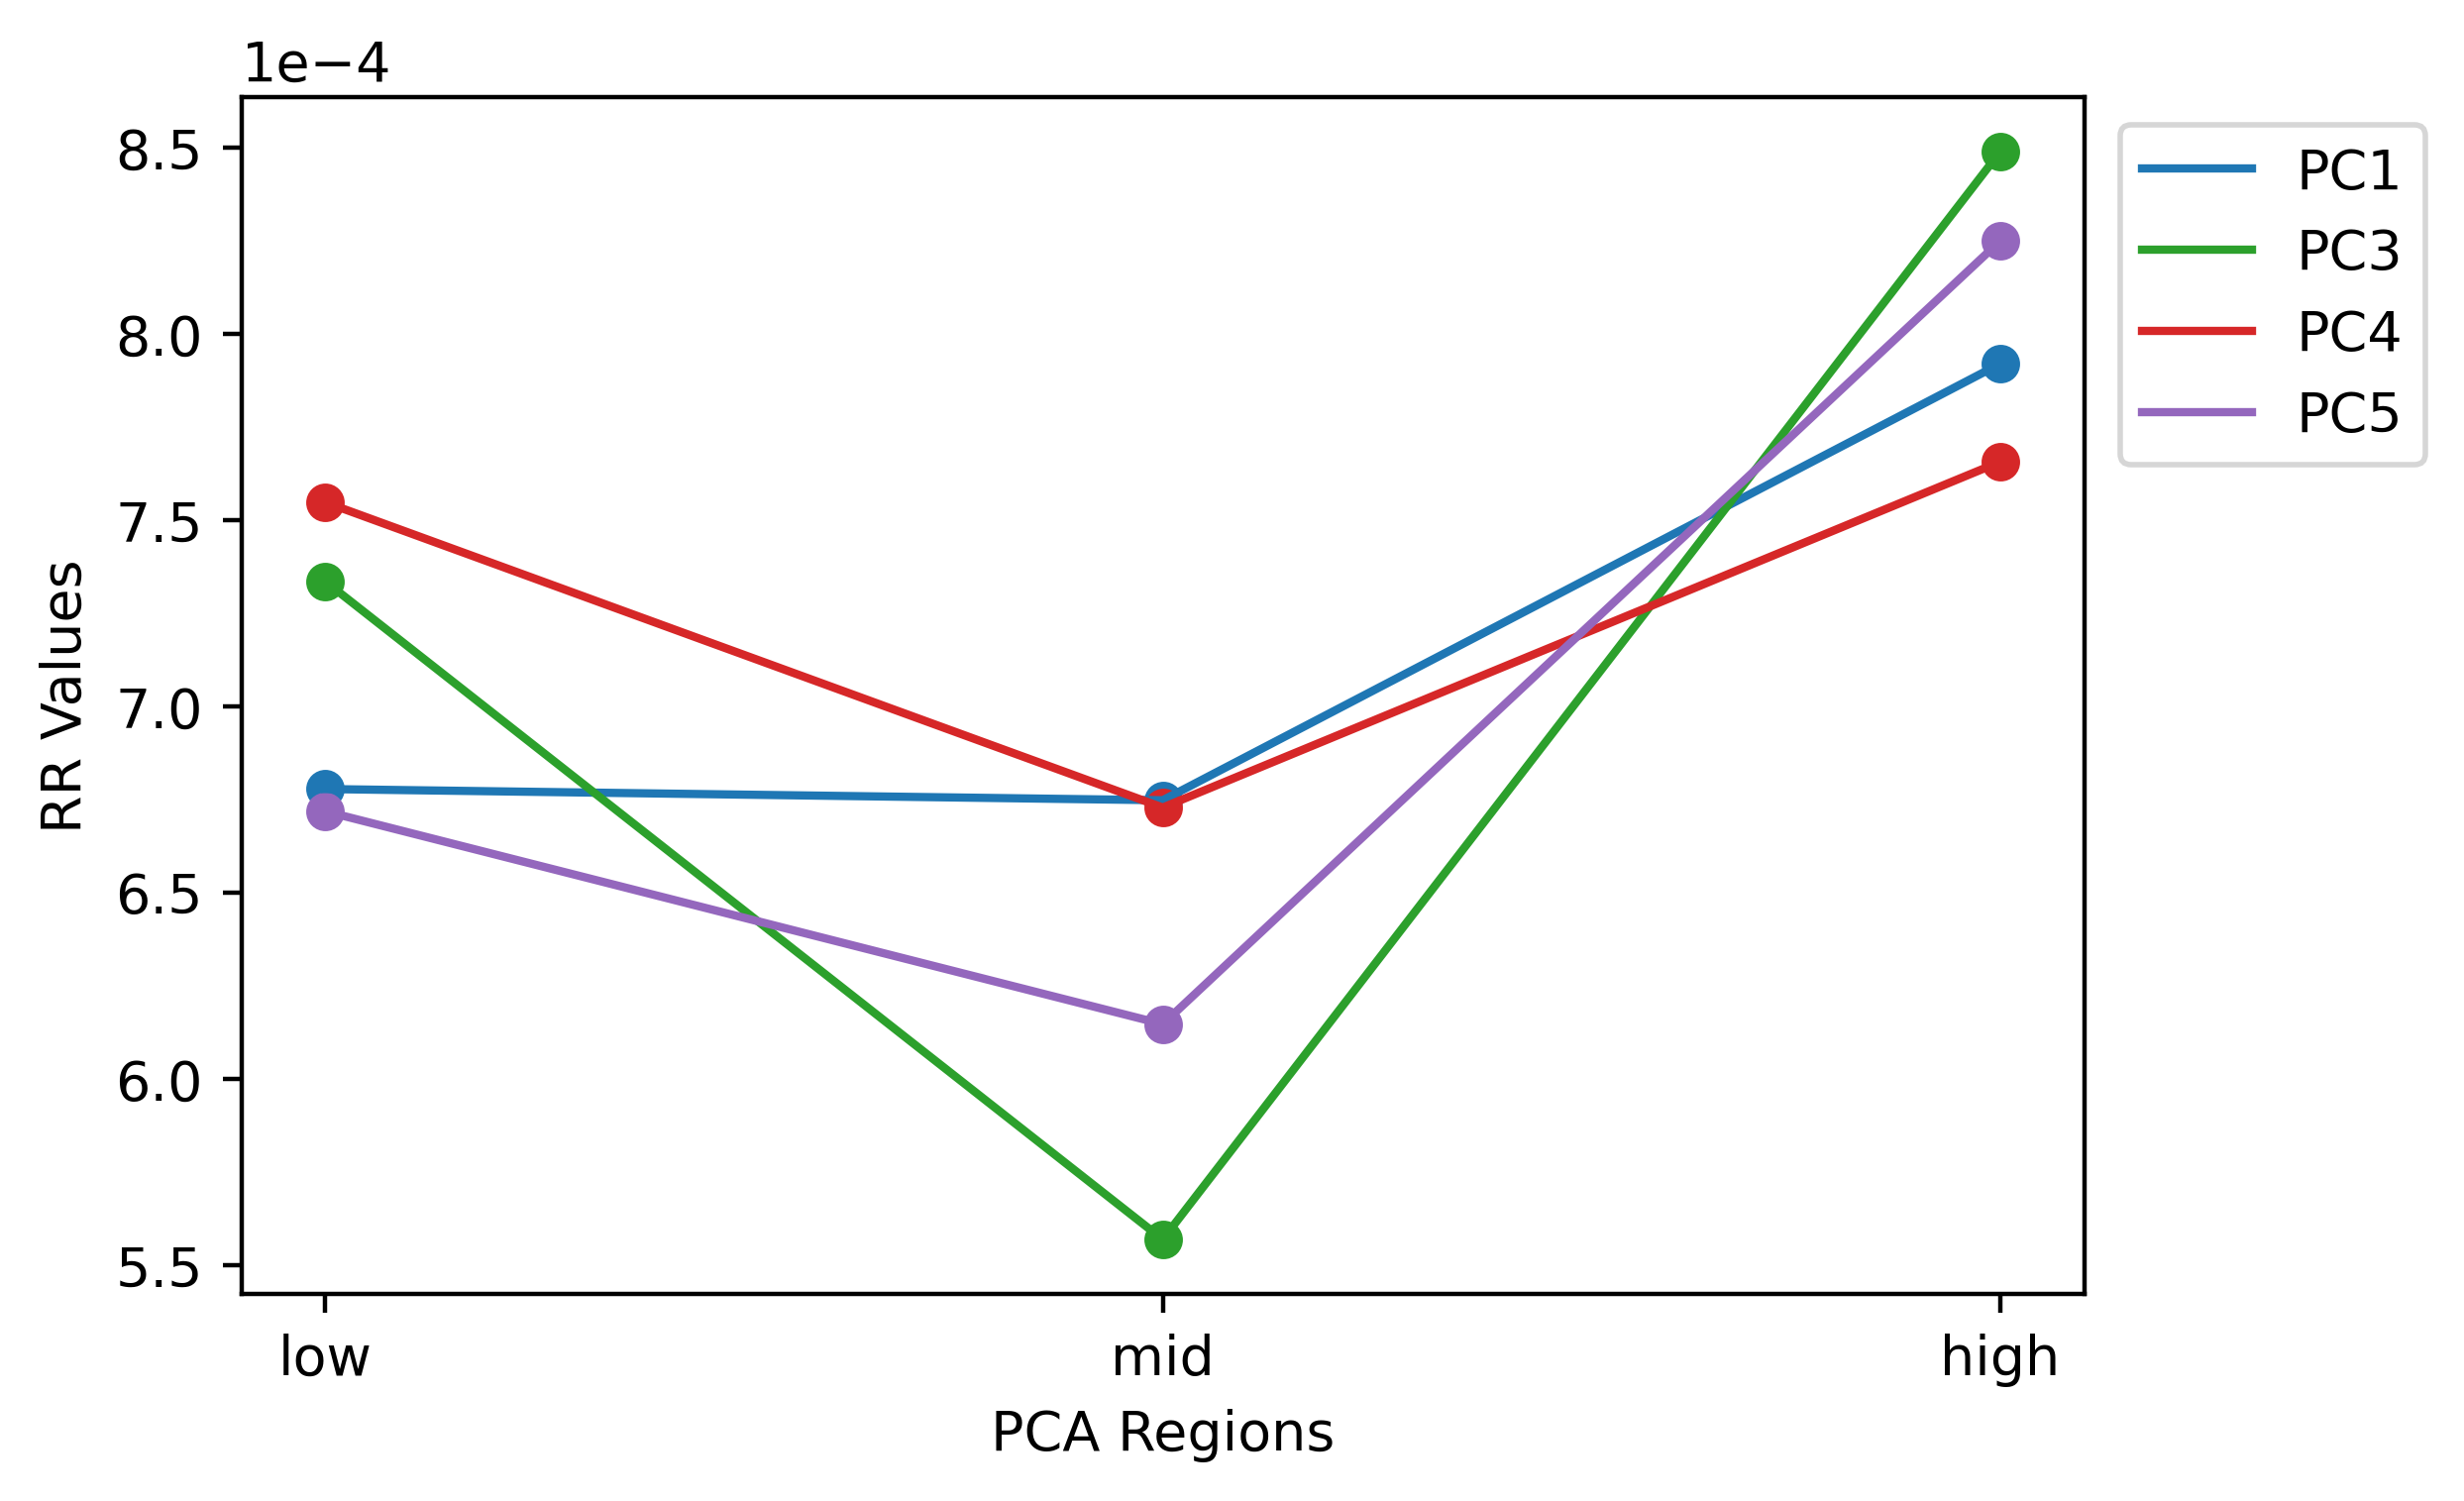 1e−4
8.5
8.0
7.5
7.0
6.5
6.0
5.5
RR Values
low
mid
high
PCA Regions
PC1
PC3
PC4
PC5